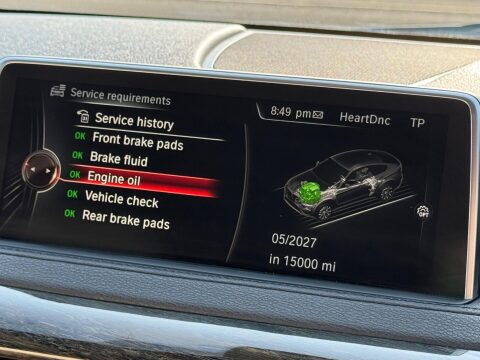 Service requirements
8:49 pm
HeartDnc
TP
Service history
OK Front brake pads
OK Brake fluid
OK Engine oil
OK Vehicle check
OK Rear brake pads
OPT
05/2027
in 15000 mi